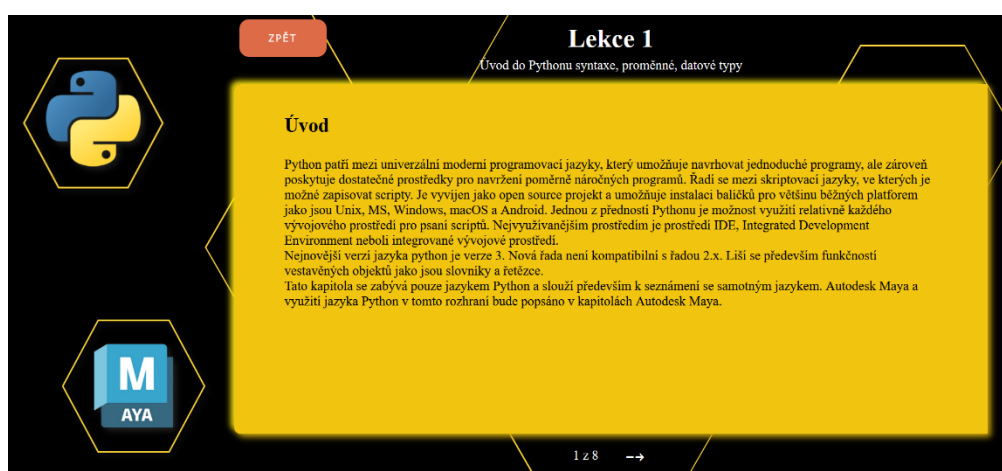 ZPĚT
Lekce 1
Úvod do Pythonu syntaxe, proměnné, datové typy
Úvod
Python patří mezi univerzální moderní programovací jazyky, který umožňuje navrhovat jednoduché programy, ale zároveň
poskytuje dostatečné prostředky pro navržení poměrně náročných programů. Řadí se mezi skriptovací jazyky, ve kterých je
možné zapisovat scripty. Je vyvíjen jako open source projekt a umožňuje instalaci baličků pro většinu běžných platforem
jako jsou Unix, MS, Windows, macOS a Android. Jednou z předností Pythonu je možnost využití relativně každého
vývojového prostředí pro psaní scriptů. Nejvyužívanějším prostředím je prostředí IDE, Integrated Development
Environment neboli integrované vývojové prostředí.
Nejnovější verzí jazyka python je verze 3. Nová řada není kompatibilní s řadou 2.x. Liší se především funkčností
vestavěných objektů jako jsou slovníky a řetězce.
Tato kapitola se zabývá pouze jazykem Python a slouží především k seznámení se samotným jazykem. Autodesk Maya a
využití jazyka Python v tomto rozhraní bude popsáno v kapitolách Autodesk Maya.
M
AYA
1 z 8 →